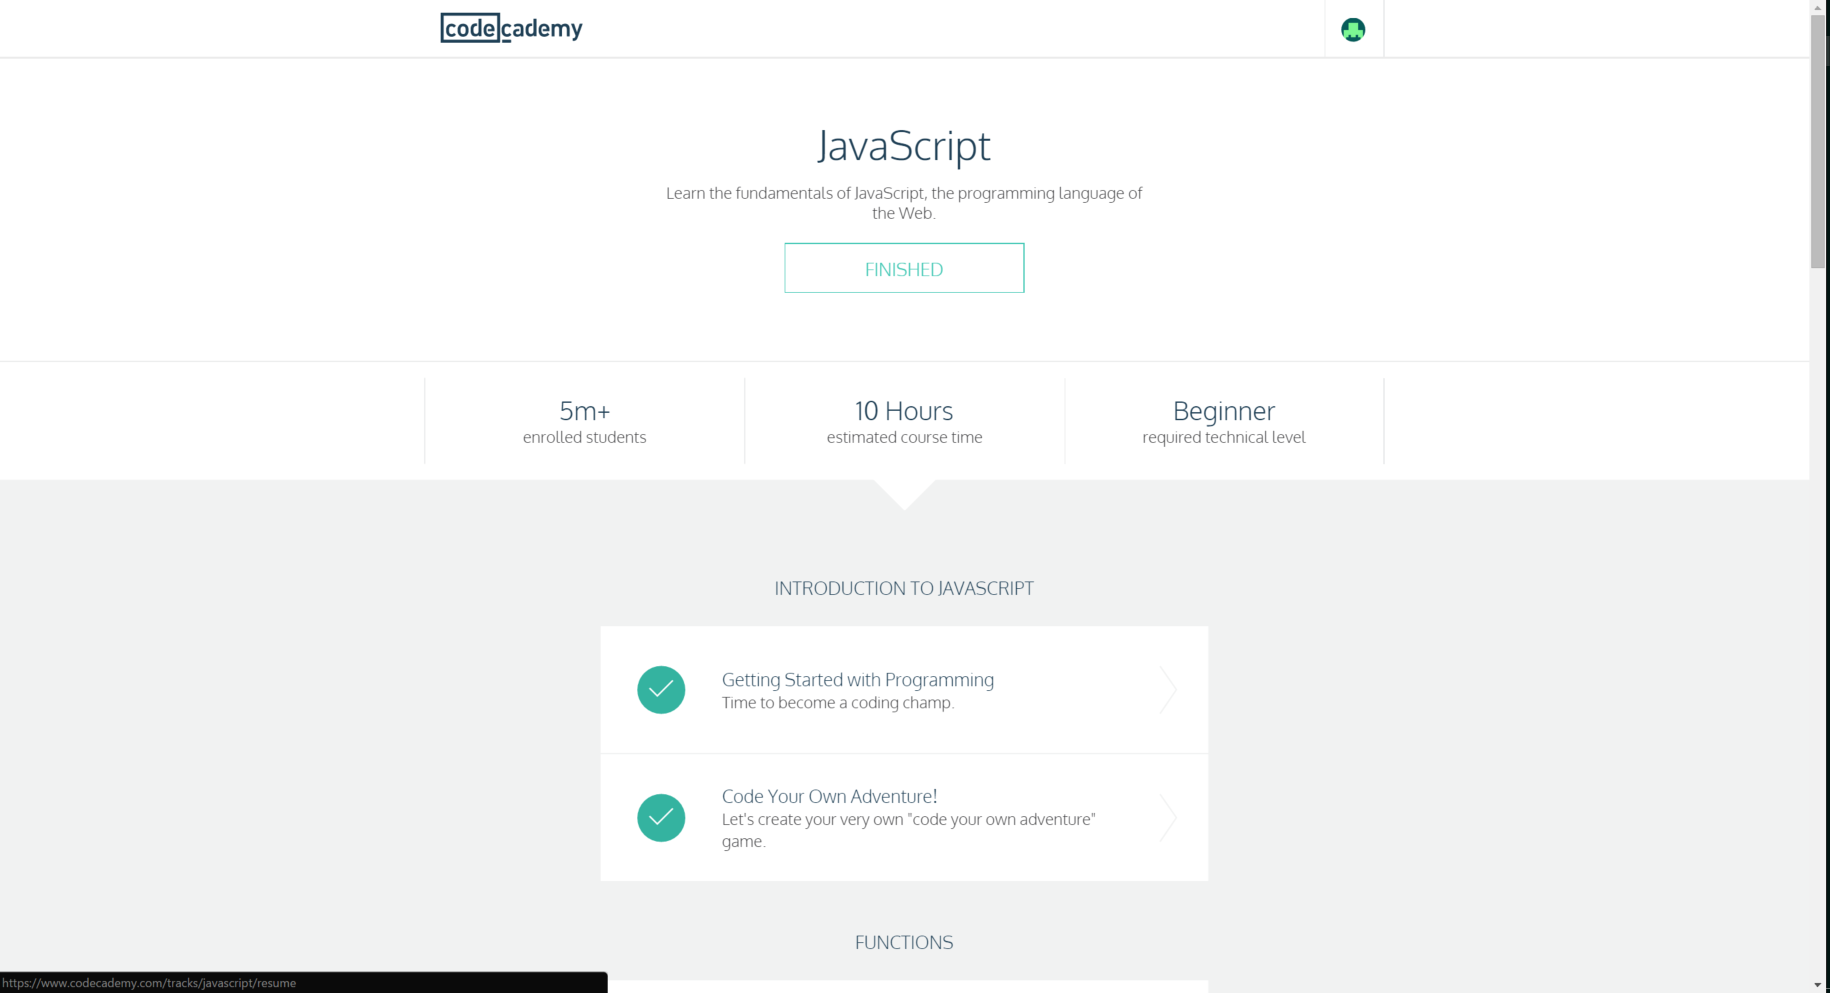 codecademy
JavaScript
Learn the fundamentals of JavaScript, the programming language of
the Web.
FINISHED
5m+
enrolled students
10 Hours
estimated course time
Beginner
required technical level
INTRODUCTION TO JAVASCRIPT
Getting Started with Programming
Time to become a coding champ.
Code Your Own Adventure!
Let's create your very own "code your own adventure"
game.
FUNCTIONS
https://www.codecademy.com/tracks/javascript/resume